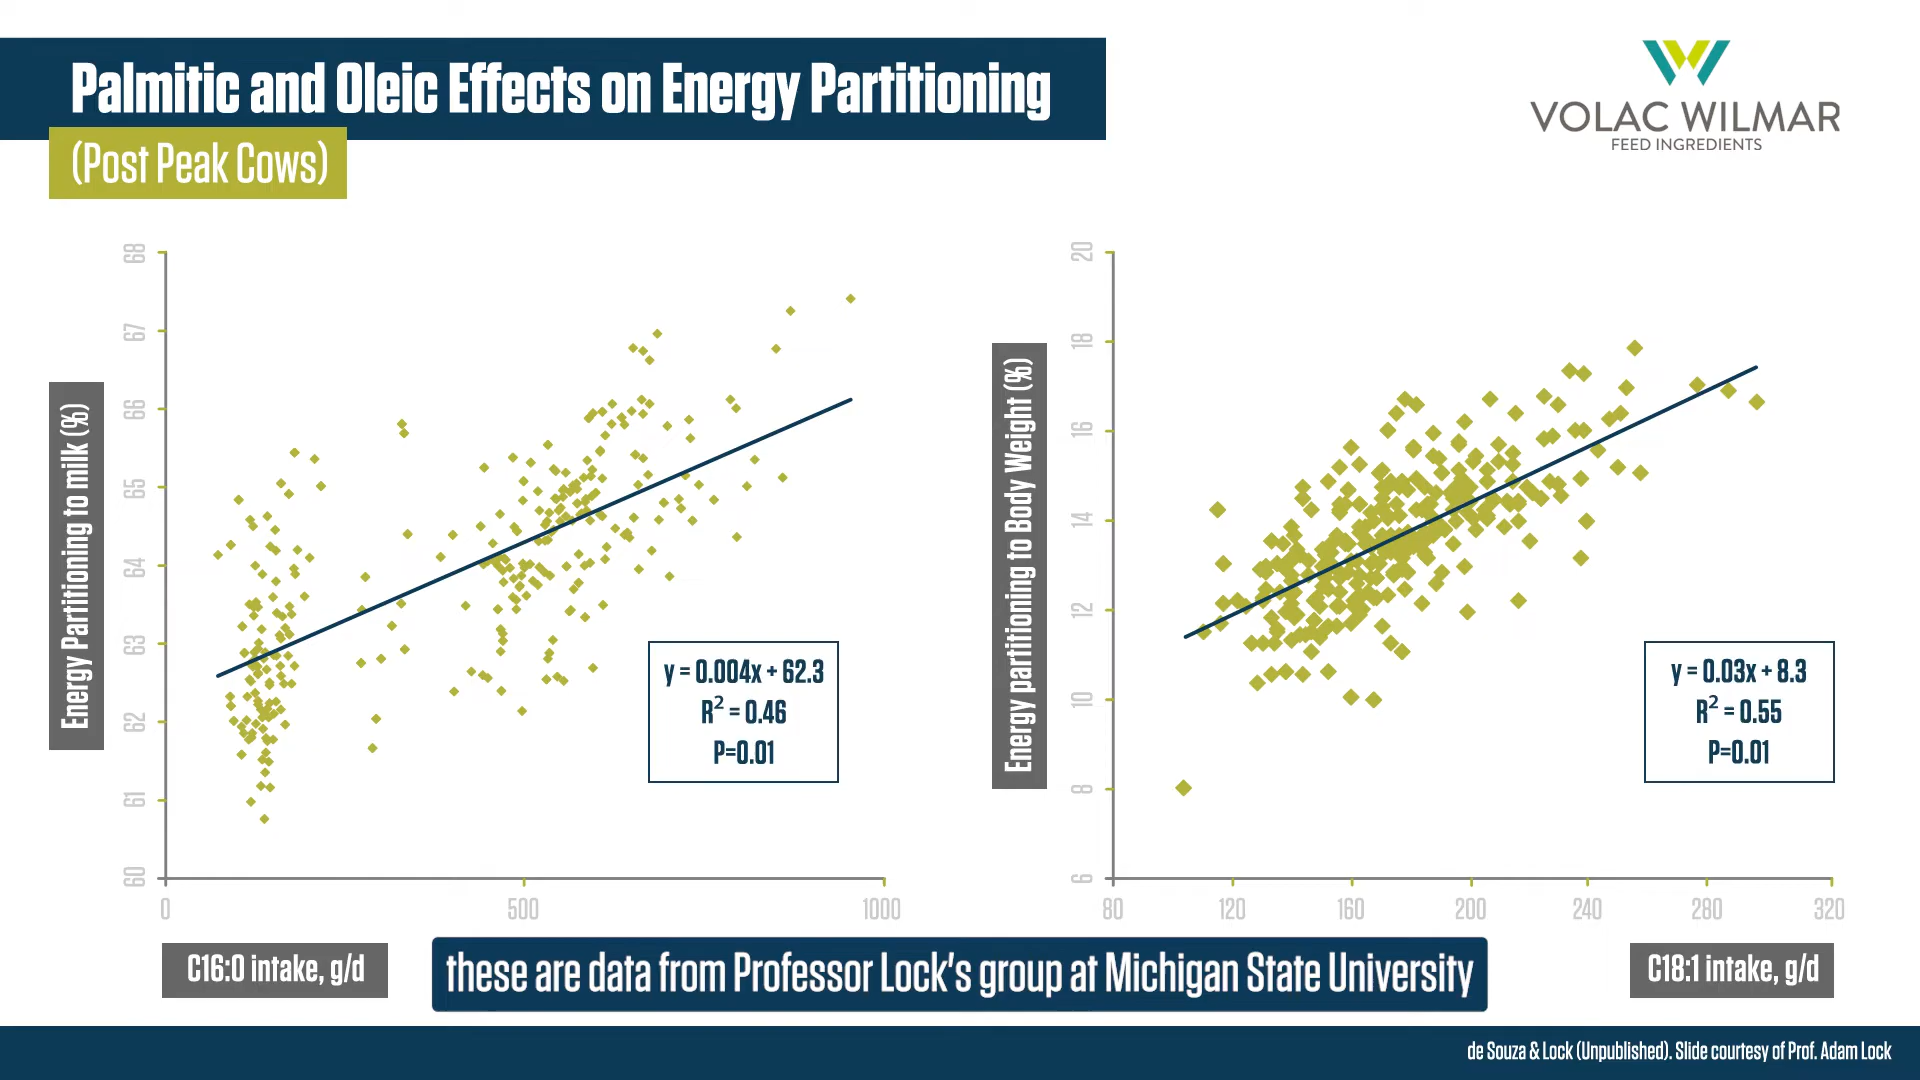 Palmitic and Oleic Effects on Energy Partitioning
(Post Peak Cows)
VOLAC WILMAR
FEED INGREDIENTS
Energy Partitioning to milk (%)
68
67
66
65
64
63
62
61
60
0
500
1000
C16:0 intake, g/d
y = 0.004x + 62.3
R² = 0.46
P=0.01
Energy partitioning to Body Weight (%)
20
18
16
14
12
10
8
6
80
120
160
200
240
280
320
C18:1 intake, g/d
y = 0.03x + 8.3
R² = 0.55
P=0.01
these are data from Professor Lock's group at Michigan State University
de Souza & Lock (Unpublished). Slide courtesy of Prof. Adam Lock